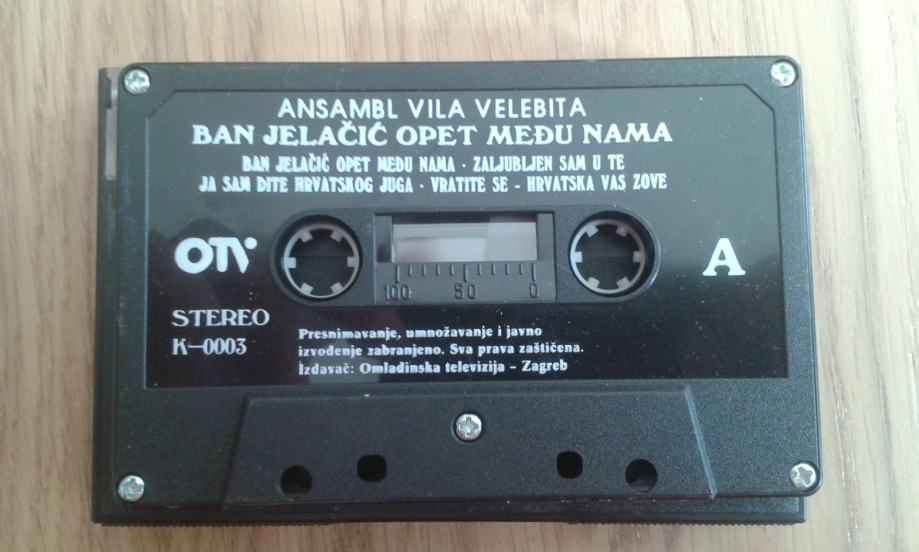 ANSAMBL VILA VELEBITA
BAN JELAČIĆ OPET MEĐU NAMA
BAN JELAČIĆ OPET MEĐU NAMA · ZALJUBLJEN SAM U TE
JA SAM DITE HRVATSKOG JUGA · VRATITE SE - HRVATSKA VAS ZOVE
OTV
A
100 50 0
STEREO
K-0003
Presnimavanje, umnožavanje i javno
izvođenje zabranjeno. Sva prava zaštićena.
Izdavač: Omladinska televizija - Zagreb